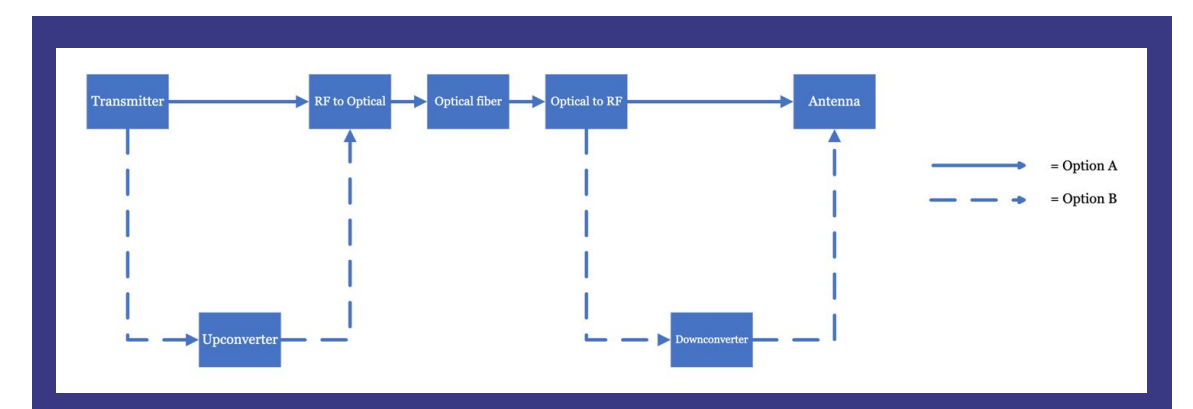 Transmitter
RF to Optical
Optical fiber
Optical to RF
Antenna
= Option A
= Option B
Upconverter
Downconverter